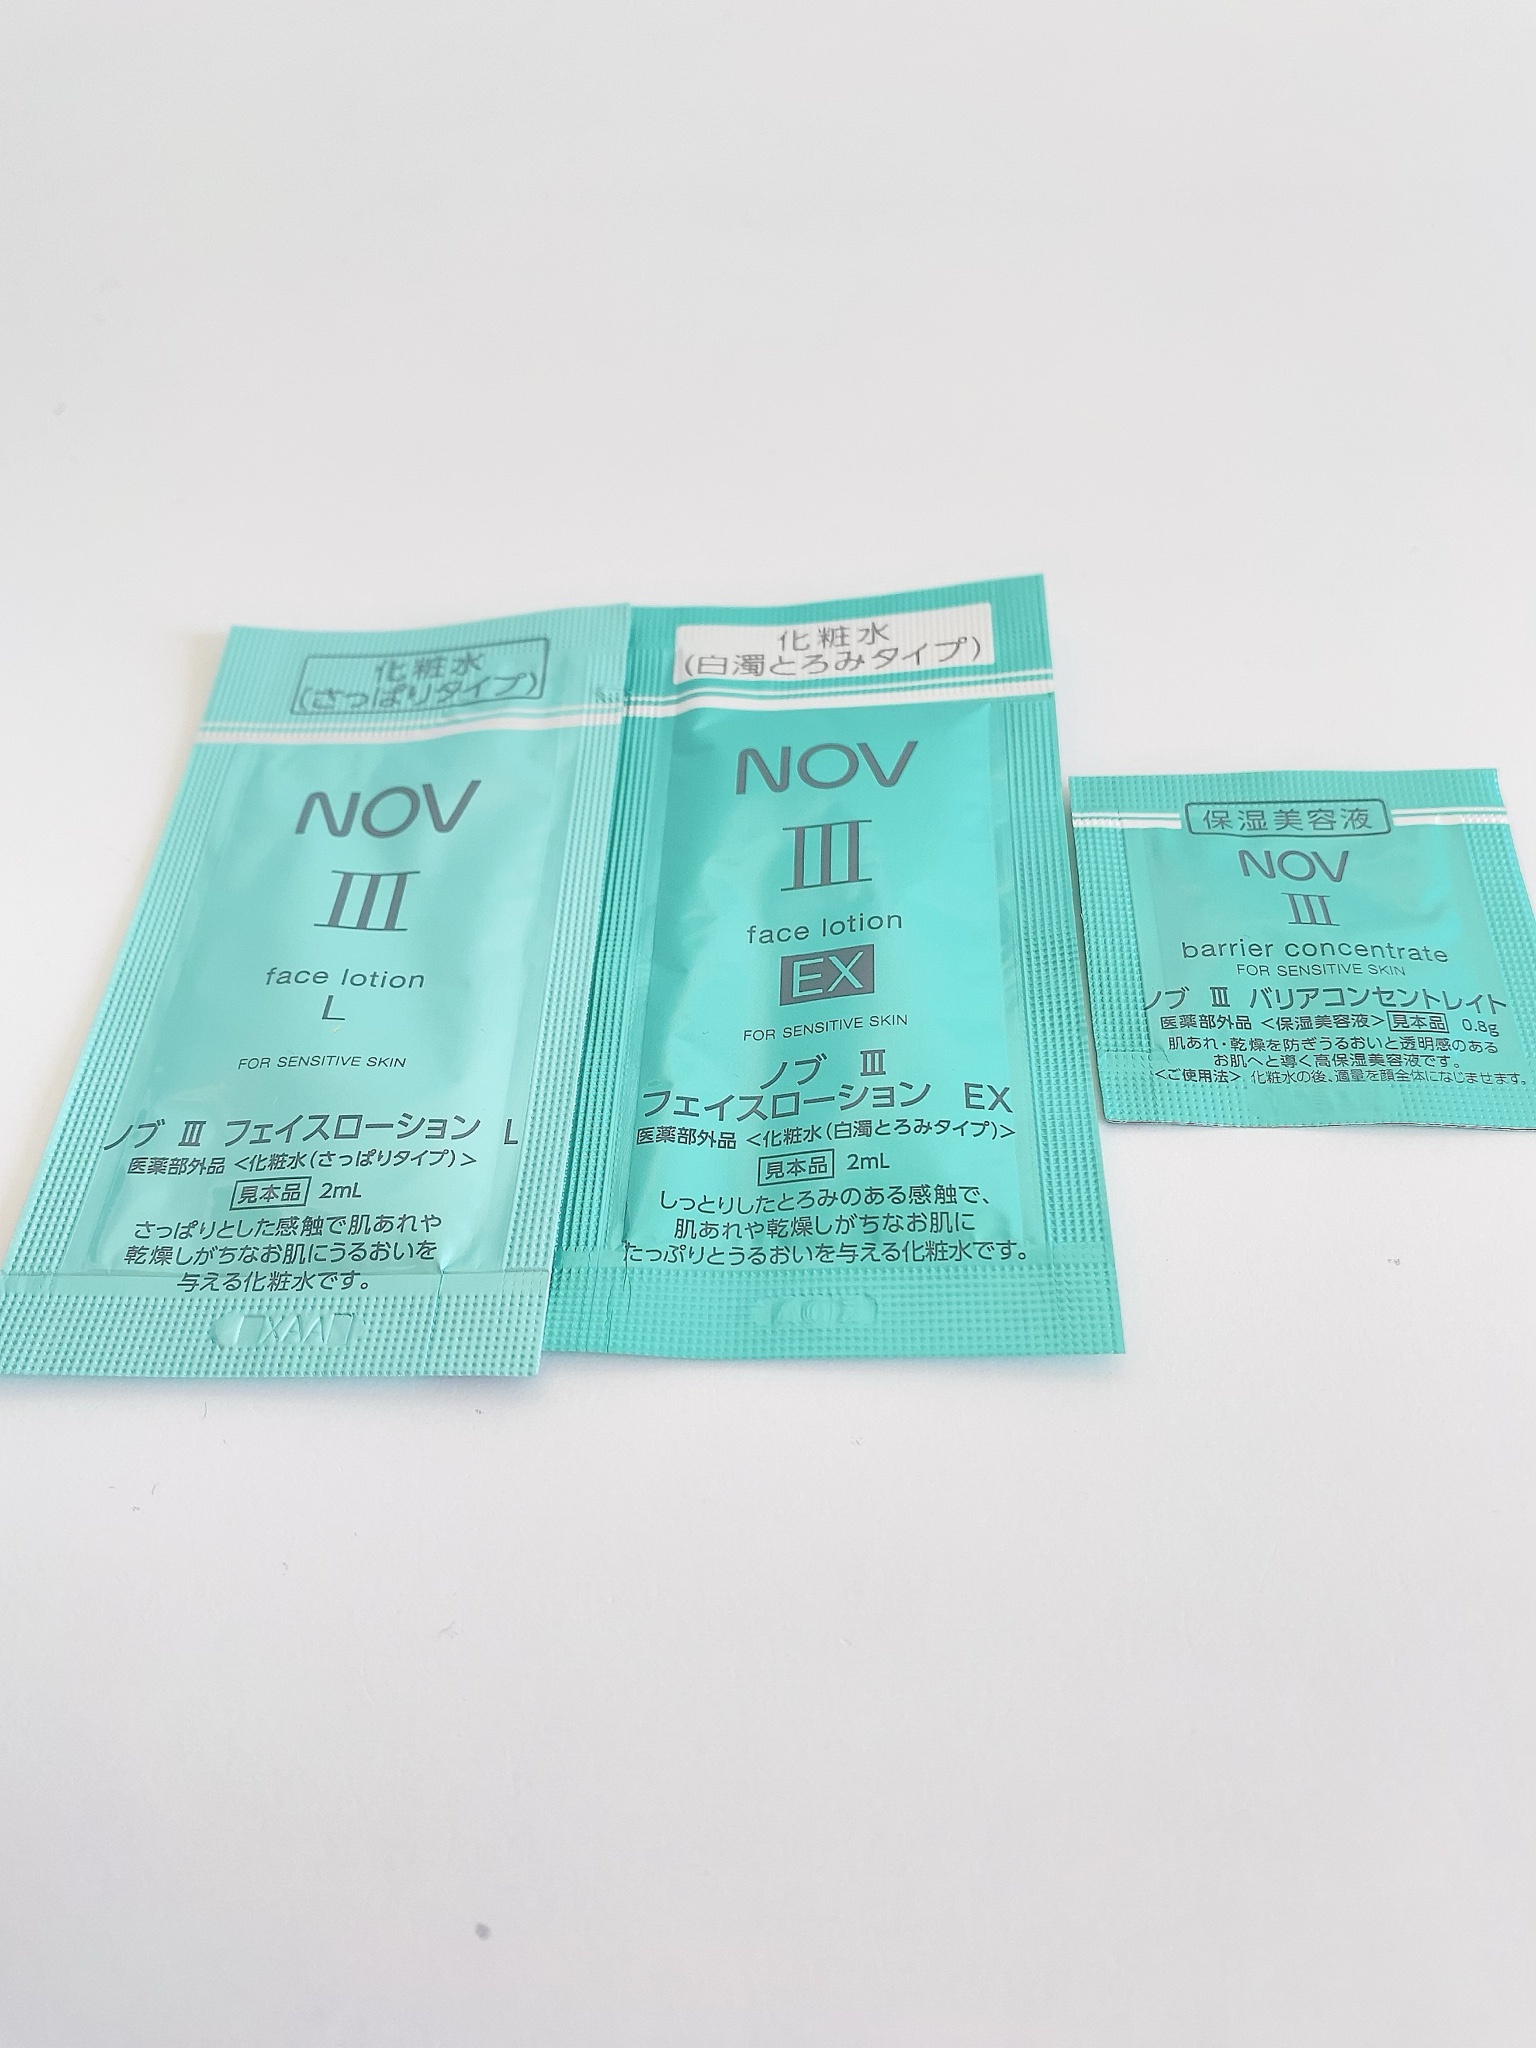 化粧水
(さっぱりタイプ)
NOV
III
face lotion
L
FOR SENSITIVE SKIN
ノブ III フェイスローション L
医薬部外品 <化粧水(さっぱりタイプ)>
見本品 2mL
さっぱりとした感触で肌あれや
乾燥しがちなお肌にうるおいを
与える化粧水です。
化粧水
(白濁とろみタイプ)
NOV
III
face lotion
EX
FOR SENSITIVE SKIN
ノブ III
フェイスローション EX
医薬部外品 <化粧水(白濁とろみタイプ)>
見本品 2mL
しっとりしたとろみのある感触で、
肌あれや乾燥しがちなお肌に
たっぷりとうるおいを与える化粧水です。
保湿美容液
NOV
III
barrier concentrate
FOR SENSITIVE SKIN
ノブ III バリアコンセントレイト
医薬部外品 <保湿美容液> 見本品 0.8g
肌あれ・乾燥を防ぎうるおいと透明感のある
お肌へと導く高保湿美容液です。
<ご使用法> 化粧水の後、適量を顔全体になじませます。